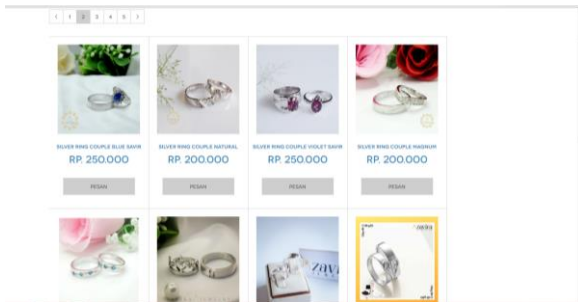 < 1 2 3 4 5 >
SILVER RING COUPLE BLUE SAVIR
RP. 250.000
PESAN
SILVER RING COUPLE NATURAL
RP. 200.000
PESAN
SILVER RING COUPLE VIOLET SAVIR
RP. 250.000
PESAN
SILVER RING COUPLE MAGNUM
RP. 200.000
PESAN
zavi